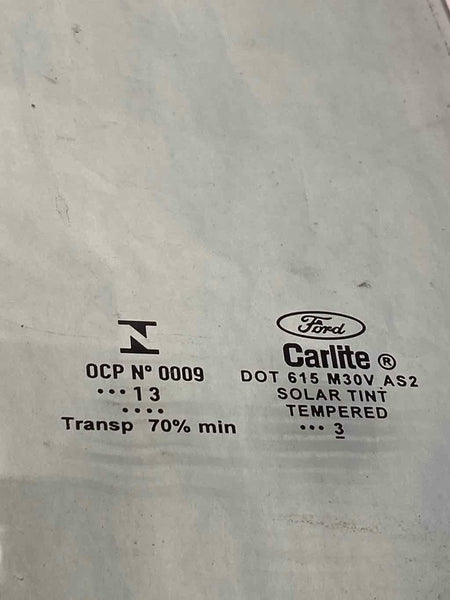 OCP Nº 0009
•••13
••••
Transp 70% min
Ford
Carlite®
DOT 615 M30V AS2
SOLAR TINT
TEMPERED
•••3